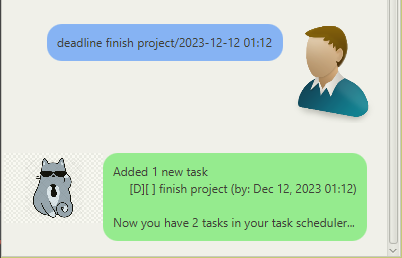 deadline finish project/2023-12-12 01:12
Added 1 new task
[D][ ] finish project (by: Dec 12, 2023 01:12)
Now you have 2 tasks in your task scheduler...